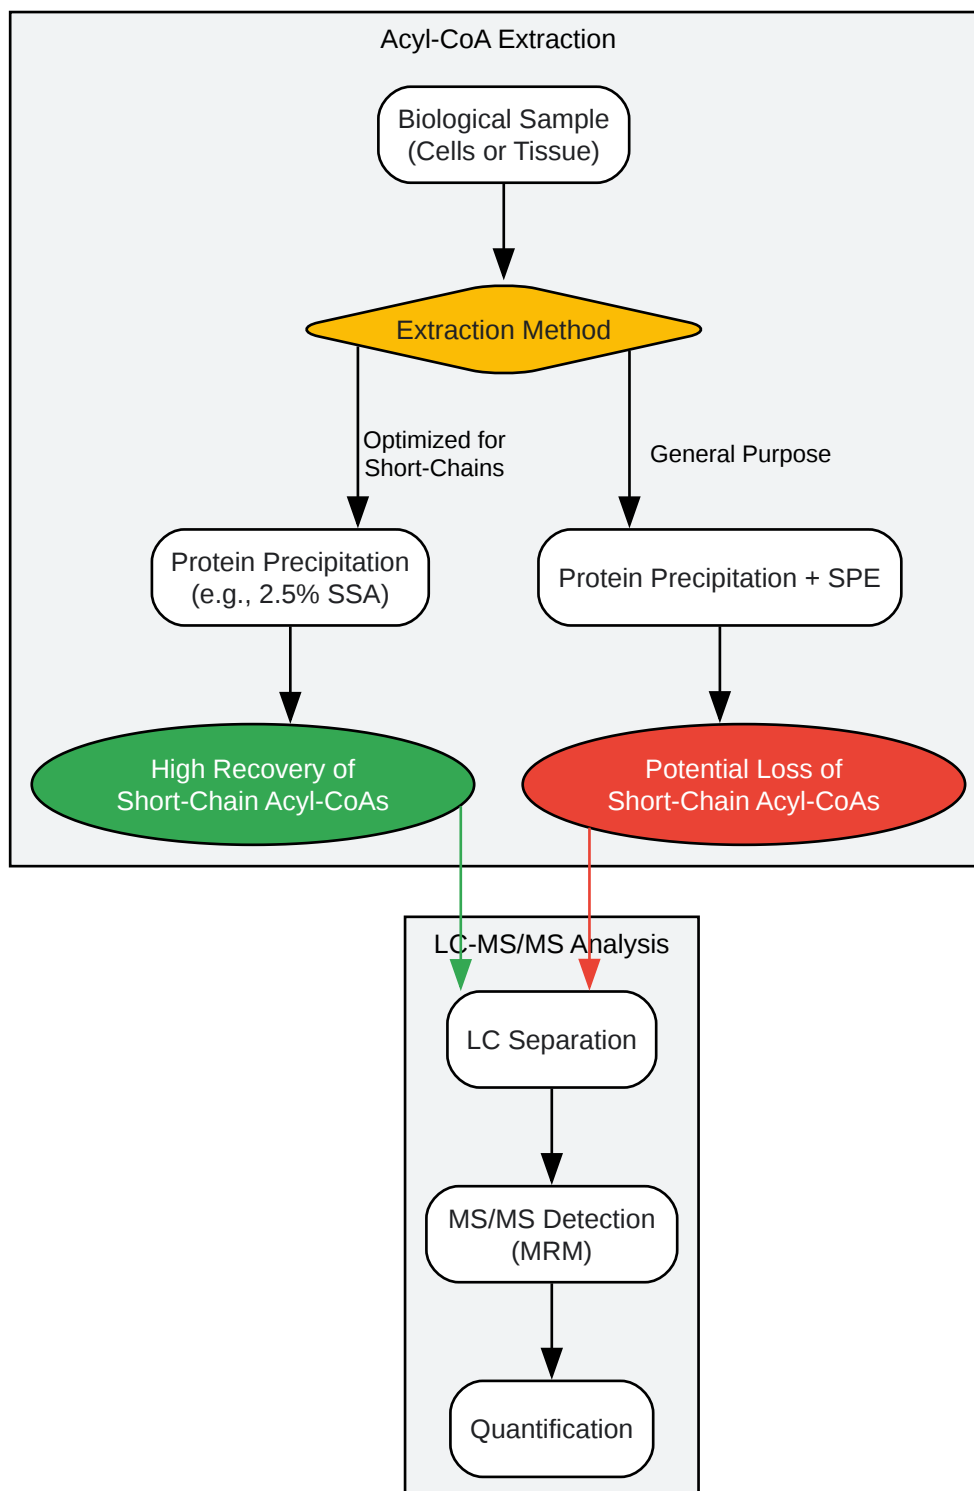 Acyl-CoA Extraction
Biological Sample
(Cells or Tissue)
Extraction Method
Optimized for
Short-Chains
General Purpose
Protein Precipitation
(e.g., 2.5% SSA)
Protein Precipitation + SPE
High Recovery of
Short-Chain Acyl-CoAs
Potential Loss of
Short-Chain Acyl-CoAs
LC-MS/MS Analysis
LC Separation
MS/MS Detection
(MRM)
Quantification